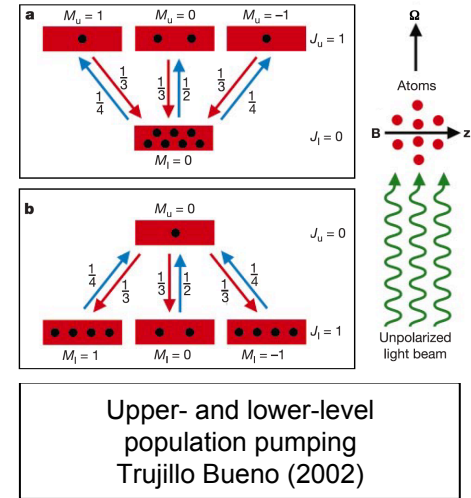 a
M_u = 1 M_u = 0 M_u = −1
J_u = 1
1/3 1/4 1/3 1/2 1/3 1/4
J_l = 0
M_l = 0
b
M_u = 0
J_u = 0
1/4 1/3 1/3 1/2 1/4 1/3
J_l = 1
M_l = 1 M_l = 0 M_l = −1
Ω
Atoms
B z
Unpolarized
light beam
Upper- and lower-level
population pumping
Trujillo Bueno (2002)